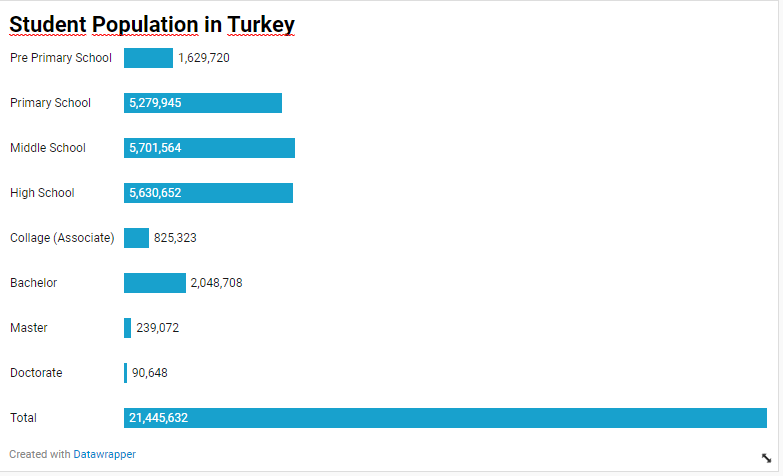 Student Population in Turkey
Pre Primary School 1,629,720
Primary School 5,279,945
Middle School 5,701,564
High School 5,630,652
Collage (Associate) 825,323
Bachelor 2,048,708
Master 239,072
Doctorate 90,648
Total 21,445,632
Created with Datawrapper